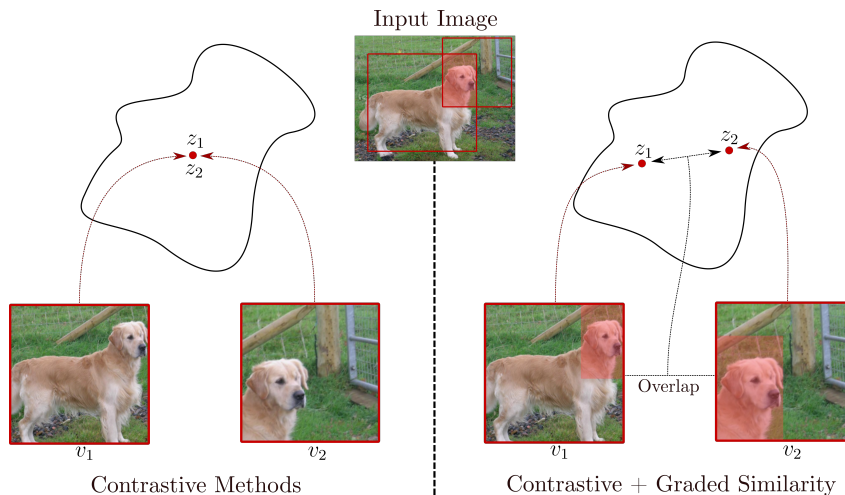 Input Image
z₁
z₂
z₁
z₂
Overlap
v₁
v₂
v₁
v₂
Contrastive Methods
Contrastive + Graded Similarity